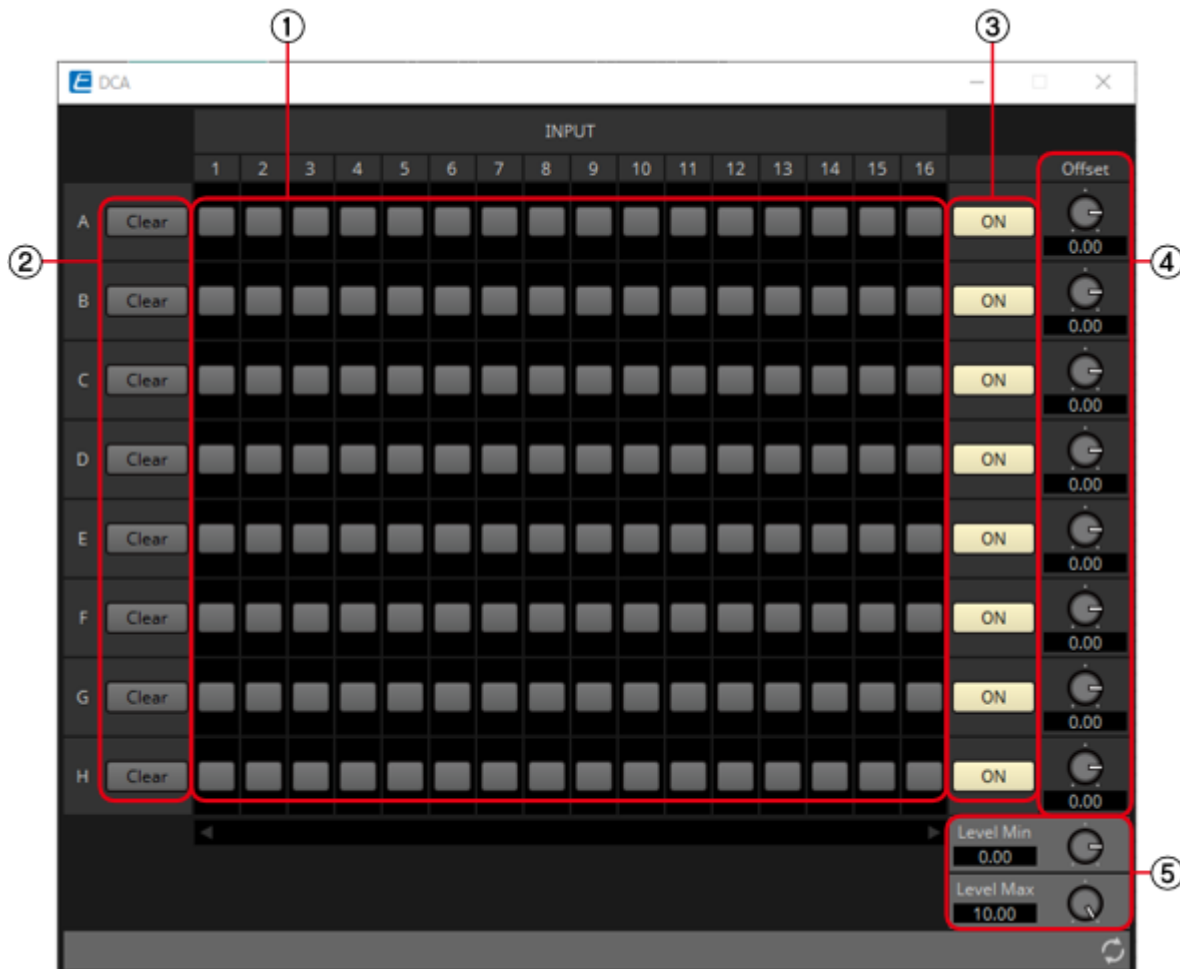 ① ③
DCA
INPUT
1 2 3 4 5 6 7 8 9 10 11 12 13 14 15 16 Offset
A Clear ON
② 0.00 ④
B Clear ON
0.00
C Clear ON
0.00
D Clear ON
0.00
E Clear ON
0.00
F Clear ON
0.00
G Clear ON
0.00
H Clear ON
0.00
Level Min
0.00
⑤
Level Max
10.00